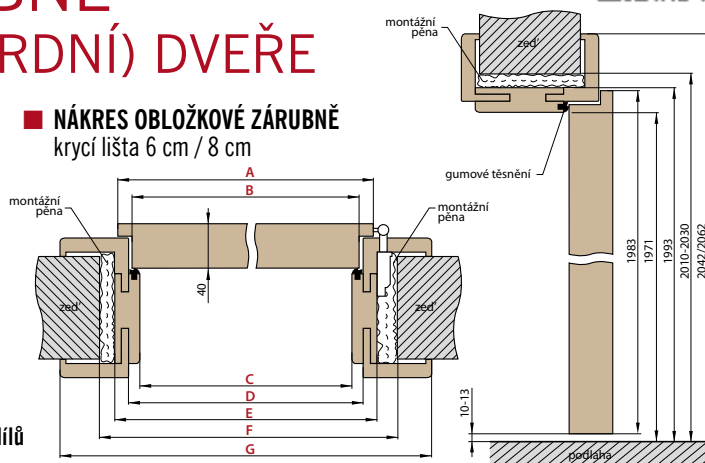 RDNÍ) DVEŘE
NÁKRES OBLOŽKOVÉ ZÁRUBNĚ
krycí lišta 6 cm / 8 cm
montážní
pěna
zeď
gumové těsnění
A
B
montážní
pěna
montážní
pěna
40
zeď
zeď
C
D
E
F
G
ílů
1983
1971
1993
2010-2030
2042/2062
10-13
podlaha